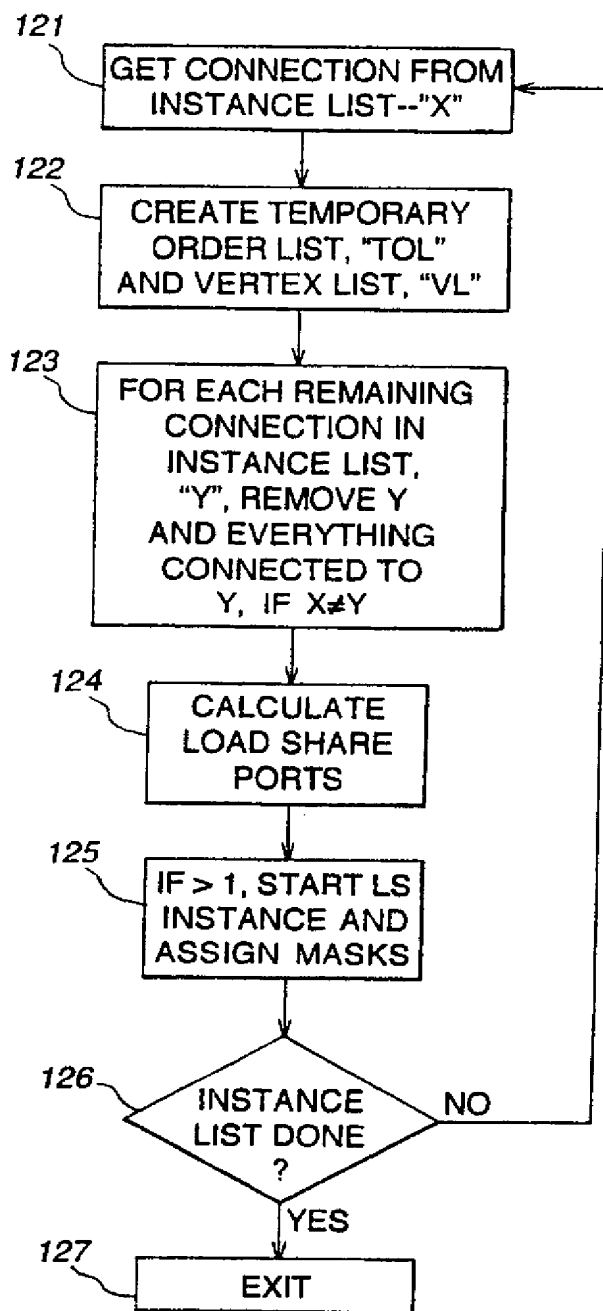 121
GET CONNECTION FROM
INSTANCE LIST--"X"
122
CREATE TEMPORARY
ORDER LIST, "TOL"
AND VERTEX LIST, "VL"
123
FOR EACH REMAINING
CONNECTION IN
INSTANCE LIST,
"Y", REMOVE Y
AND EVERYTHING
CONNECTED TO
Y, IF X≠Y
124
CALCULATE
LOAD SHARE
PORTS
125
IF > 1, START LS
INSTANCE AND
ASSIGN MASKS
126
INSTANCE
LIST DONE
?
NO
YES
127
EXIT